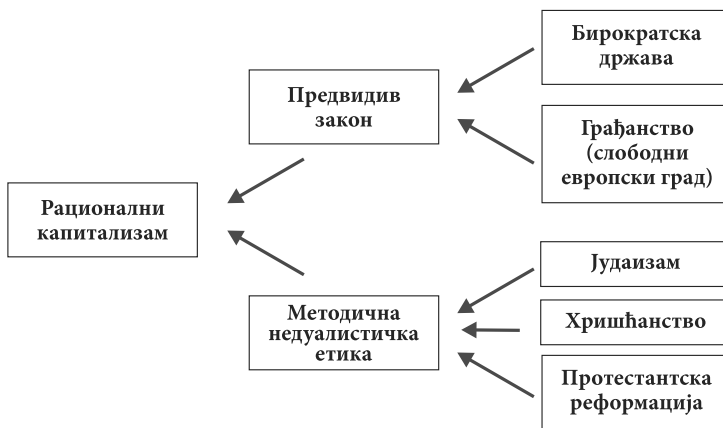 Бирократска
држава
Предвидив
закон
Грађанство
(слободни
европски град)
Рационални
капитализам
Јудаизам
Методична
недуалистичка
етика
Хришћанство
Протестантска
реформација